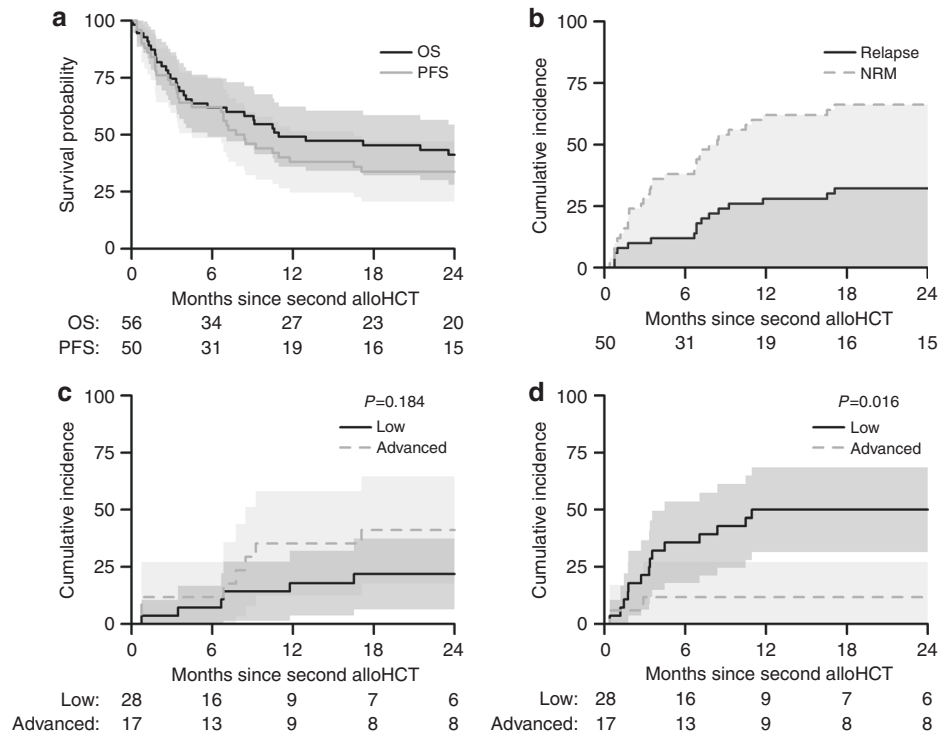 a
100
75
50
25
0
Survival probability
OS
PFS
0 6 12 18 24
Months since second alloHCT
OS: 56 34 27 23 20
PFS: 50 31 19 16 15
b
100
75
50
25
0
Cumulative incidence
Relapse
NRM
0 6 12 18 24
Months since second alloHCT
50 31 19 16 15
c
100
75
50
25
0
Cumulative incidence
P=0.184
Low
Advanced
0 6 12 18 24
Months since second alloHCT
Low: 28 16 9 7 6
Advanced: 17 13 9 8 8
d
100
75
50
25
0
Cumulative incidence
P=0.016
Low
Advanced
0 6 12 18 24
Months since second alloHCT
Low: 28 16 9 7 6
Advanced: 17 13 9 8 8